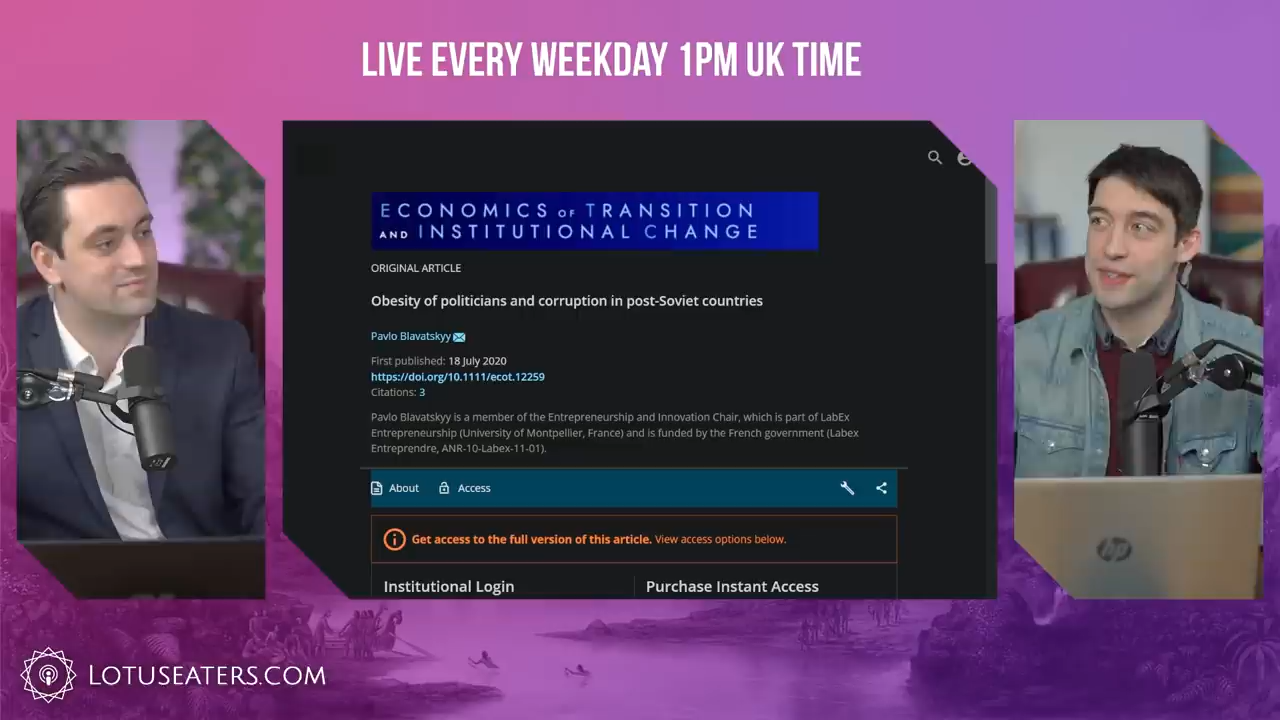 LIVE EVERY WEEKDAY 1PM UK TIME
ECONOMICS OF TRANSITION
AND INSTITUTIONAL CHANGE
ORIGINAL ARTICLE
Obesity of politicians and corruption in post-Soviet countries
Pavlo Blavatskyy
First published: 18 July 2020
https://doi.org/10.1111/ecot.12259
Citations: 3
Pavlo Blavatskyy is a member of the Entrepreneurship and Innovation Chair, which is part of LabEx
Entrepreneurship (University of Montpellier, France) and is funded by the French government (Labex
Entreprendre, ANR-10-Labex-11-01).
About Access
Get access to the full version of this article. View access options below.
Institutional Login Purchase Instant Access
hp
LOTUSEATERS.COM